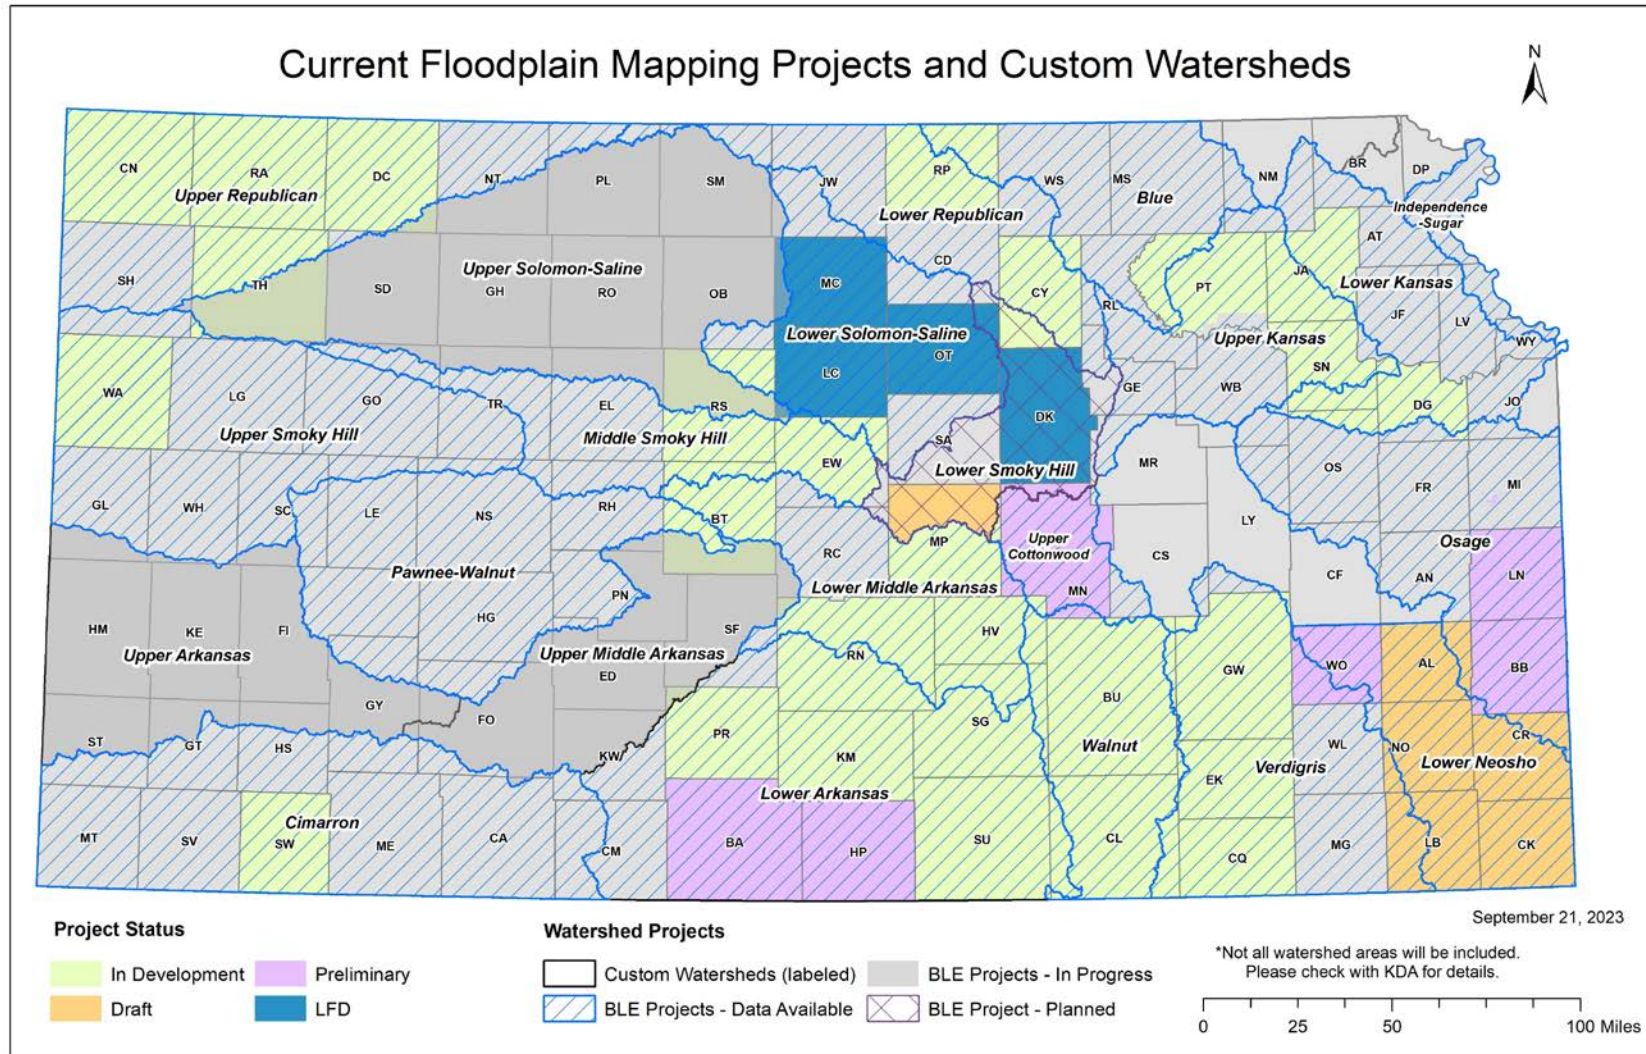 Current Floodplain Mapping Projects and Custom Watersheds
N
CN
RA
DC
NT
PL
SM
JW
RP
WS
MS
NM
BR
DP
Upper Republican
Lower Republican
Blue
Independence
-Sugar
SH
TH
SD
Upper Solomon-Saline
GH
RO
OB
MC
CD
CY
RL
PT
JA
AT
Lower Kansas
JF
LV
WY
Lower Solomon-Saline
OT
LC
Upper Kansas
SN
WA
LG
GO
TR
EL
RS
DK
GE
WB
DG
JO
Upper Smoky Hill
Middle Smoky Hill
EW
SA
Lower Smoky Hill
MR
OS
FR
MI
GL
WH
SC
LE
NS
RH
BT
RC
MP
Upper
Cottonwood
MN
CS
LY
CF
AN
Osage
LN
Pawnee-Walnut
Lower Middle Arkansas
HM
KE
FI
HG
PN
SF
Upper Arkansas
Upper Middle Arkansas
ED
RN
HV
BU
GW
WO
AL
BB
ST
GT
HS
GY
FO
KW
PR
KM
SG
Walnut
EK
Verdigris
WL
NO
CR
Lower Neosho
Lower Arkansas
MT
SV
Cimarron
SW
ME
CA
CM
BA
HP
SU
CL
CQ
MG
LB
CK
September 21, 2023
Project Status
In Development
Preliminary
Draft
LFD
Watershed Projects
Custom Watersheds (labeled)
BLE Projects - In Progress
BLE Projects - Data Available
BLE Project - Planned
*Not all watershed areas will be included.
Please check with KDA for details.
0 25 50 100 Miles